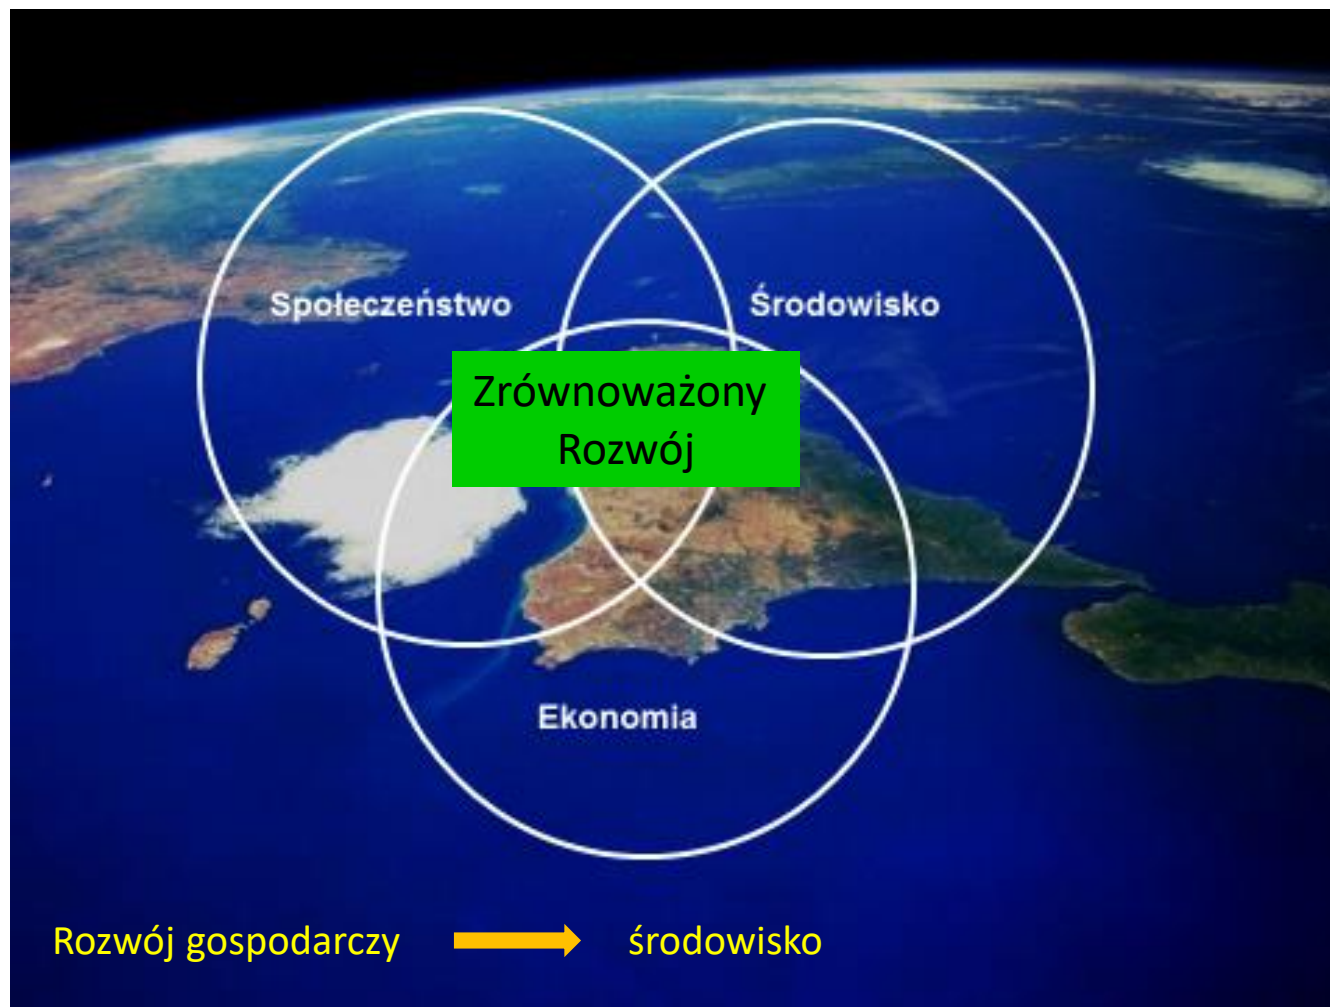 Społeczeństwo
Środowisko
Zrównoważony
Rozwój
Ekonomia
Rozwój gospodarczy
środowisko